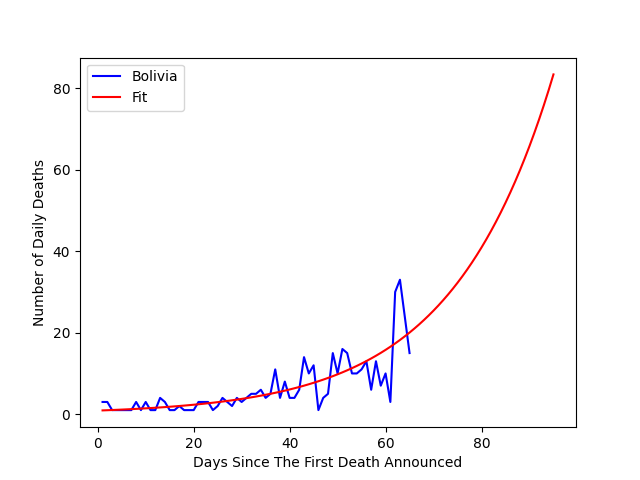 Bolivia
Fit
80
60
40
20
0
Number of Daily Deaths
0 20 40 60 80
Days Since The First Death Announced